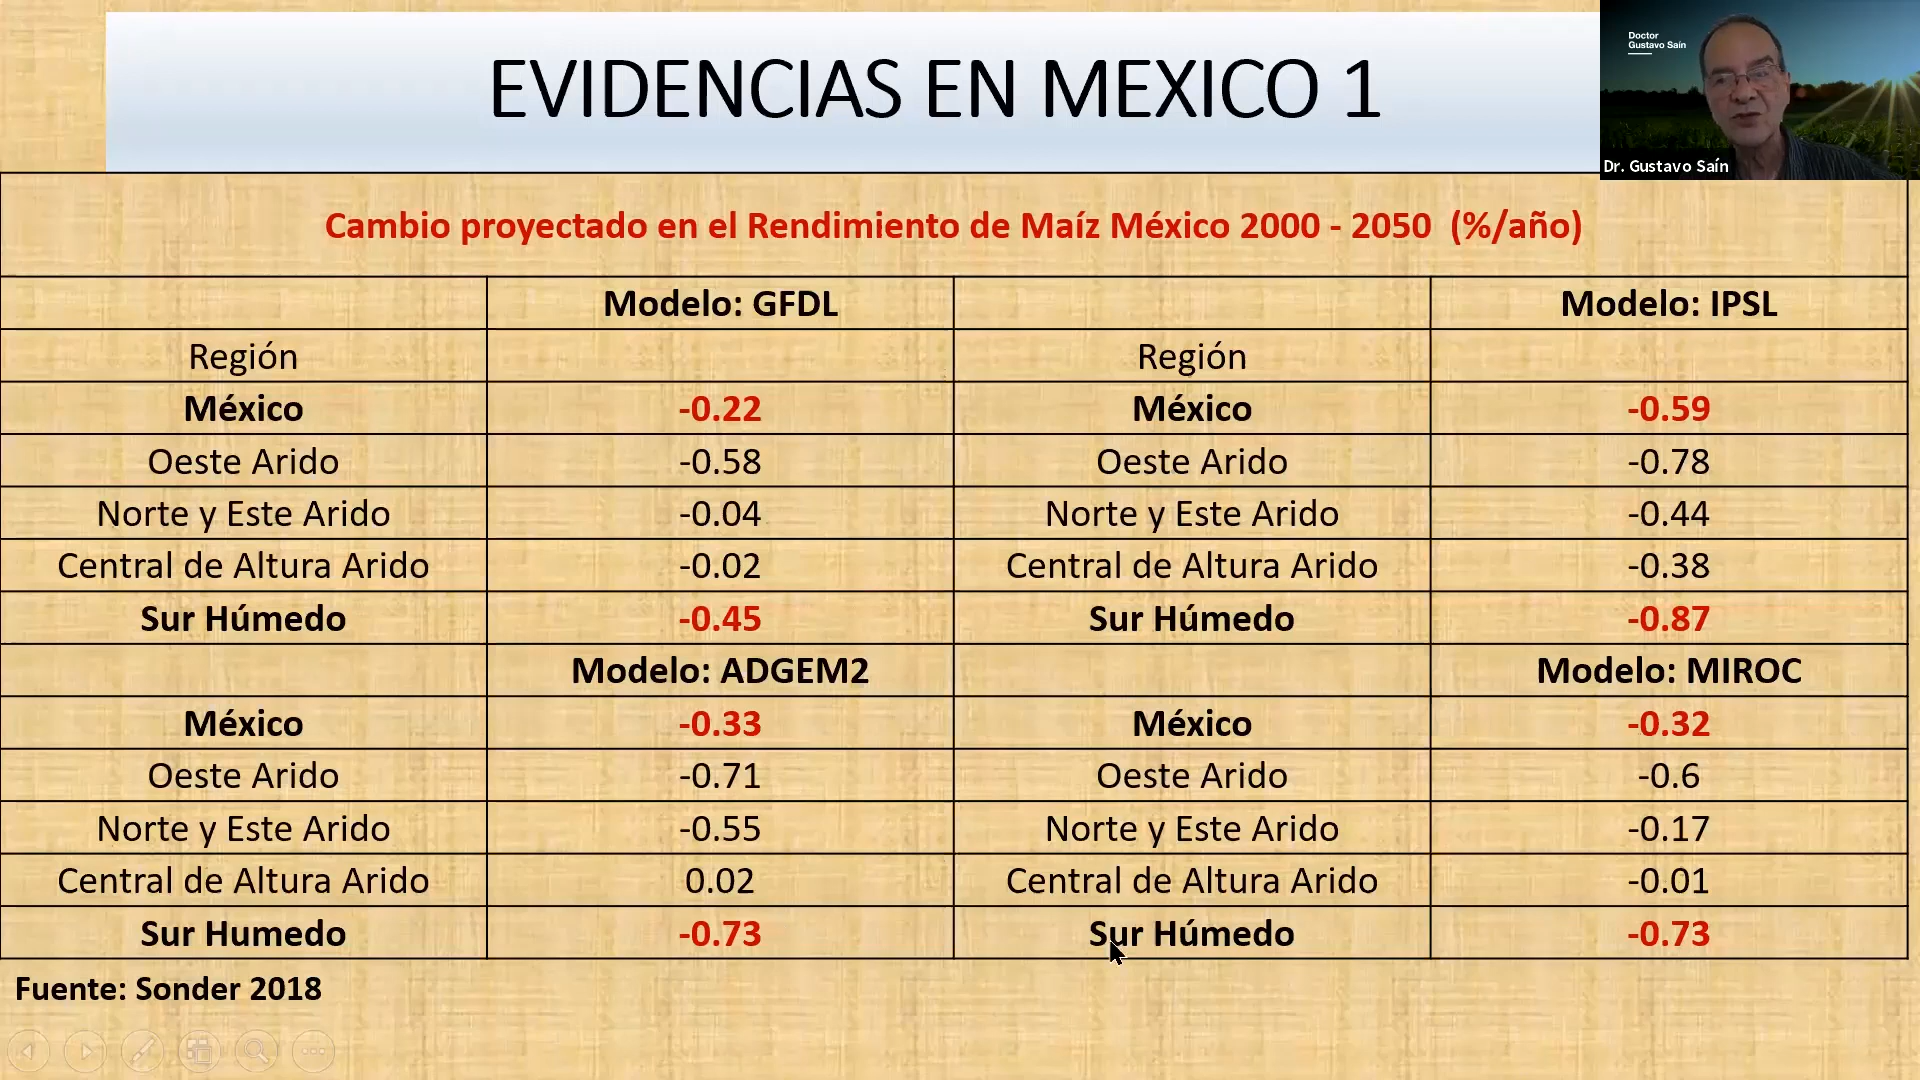 EVIDENCIAS EN MEXICO 1
Doctor
Gustavo Saín
Dr. Gustavo Saín
Cambio proyectado en el Rendimiento de Maíz México 2000 - 2050 (%/año)
Modelo: GFDL Modelo: IPSL
Región Región
México -0.22 México -0.59
Oeste Arido -0.58 Oeste Arido -0.78
Norte y Este Arido -0.04 Norte y Este Arido -0.44
Central de Altura Arido -0.02 Central de Altura Arido -0.38
Sur Húmedo -0.45 Sur Húmedo -0.87
Modelo: ADGEM2 Modelo: MIROC
México -0.33 México -0.32
Oeste Arido -0.71 Oeste Arido -0.6
Norte y Este Arido -0.55 Norte y Este Arido -0.17
Central de Altura Arido 0.02 Central de Altura Arido -0.01
Sur Humedo -0.73 Sur Húmedo -0.73
Fuente: Sonder 2018